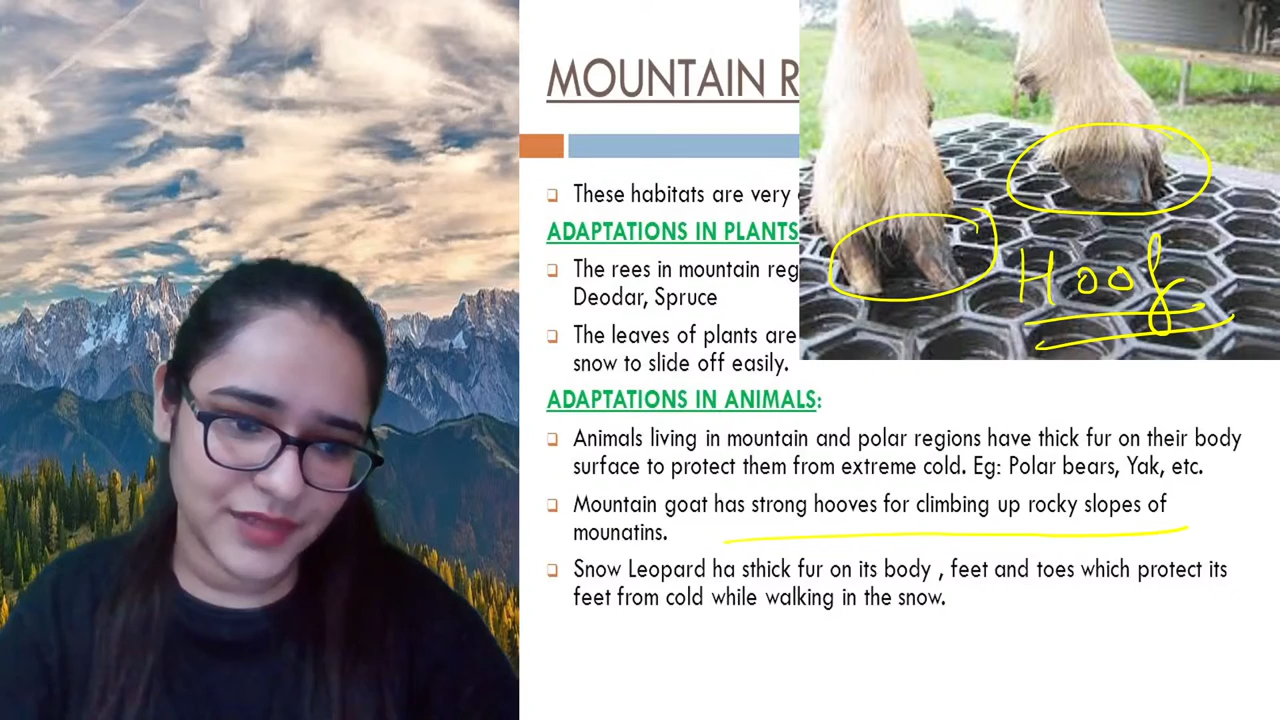 MOUNTAIN R
These habitats are very
ADAPTATIONS IN PLANTS
The rees in mountain reg
Deodar, Spruce
The leaves of plants are
snow to slide off easily.
Hoof
ADAPTATIONS IN ANIMALS:
Animals living in mountain and polar regions have thick fur on their body
surface to protect them from extreme cold. Eg: Polar bears, Yak, etc.
Mountain goat has strong hooves for climbing up rocky slopes of
mounatins.
Snow Leopard ha sthick fur on its body , feet and toes which protect its
feet from cold while walking in the snow.